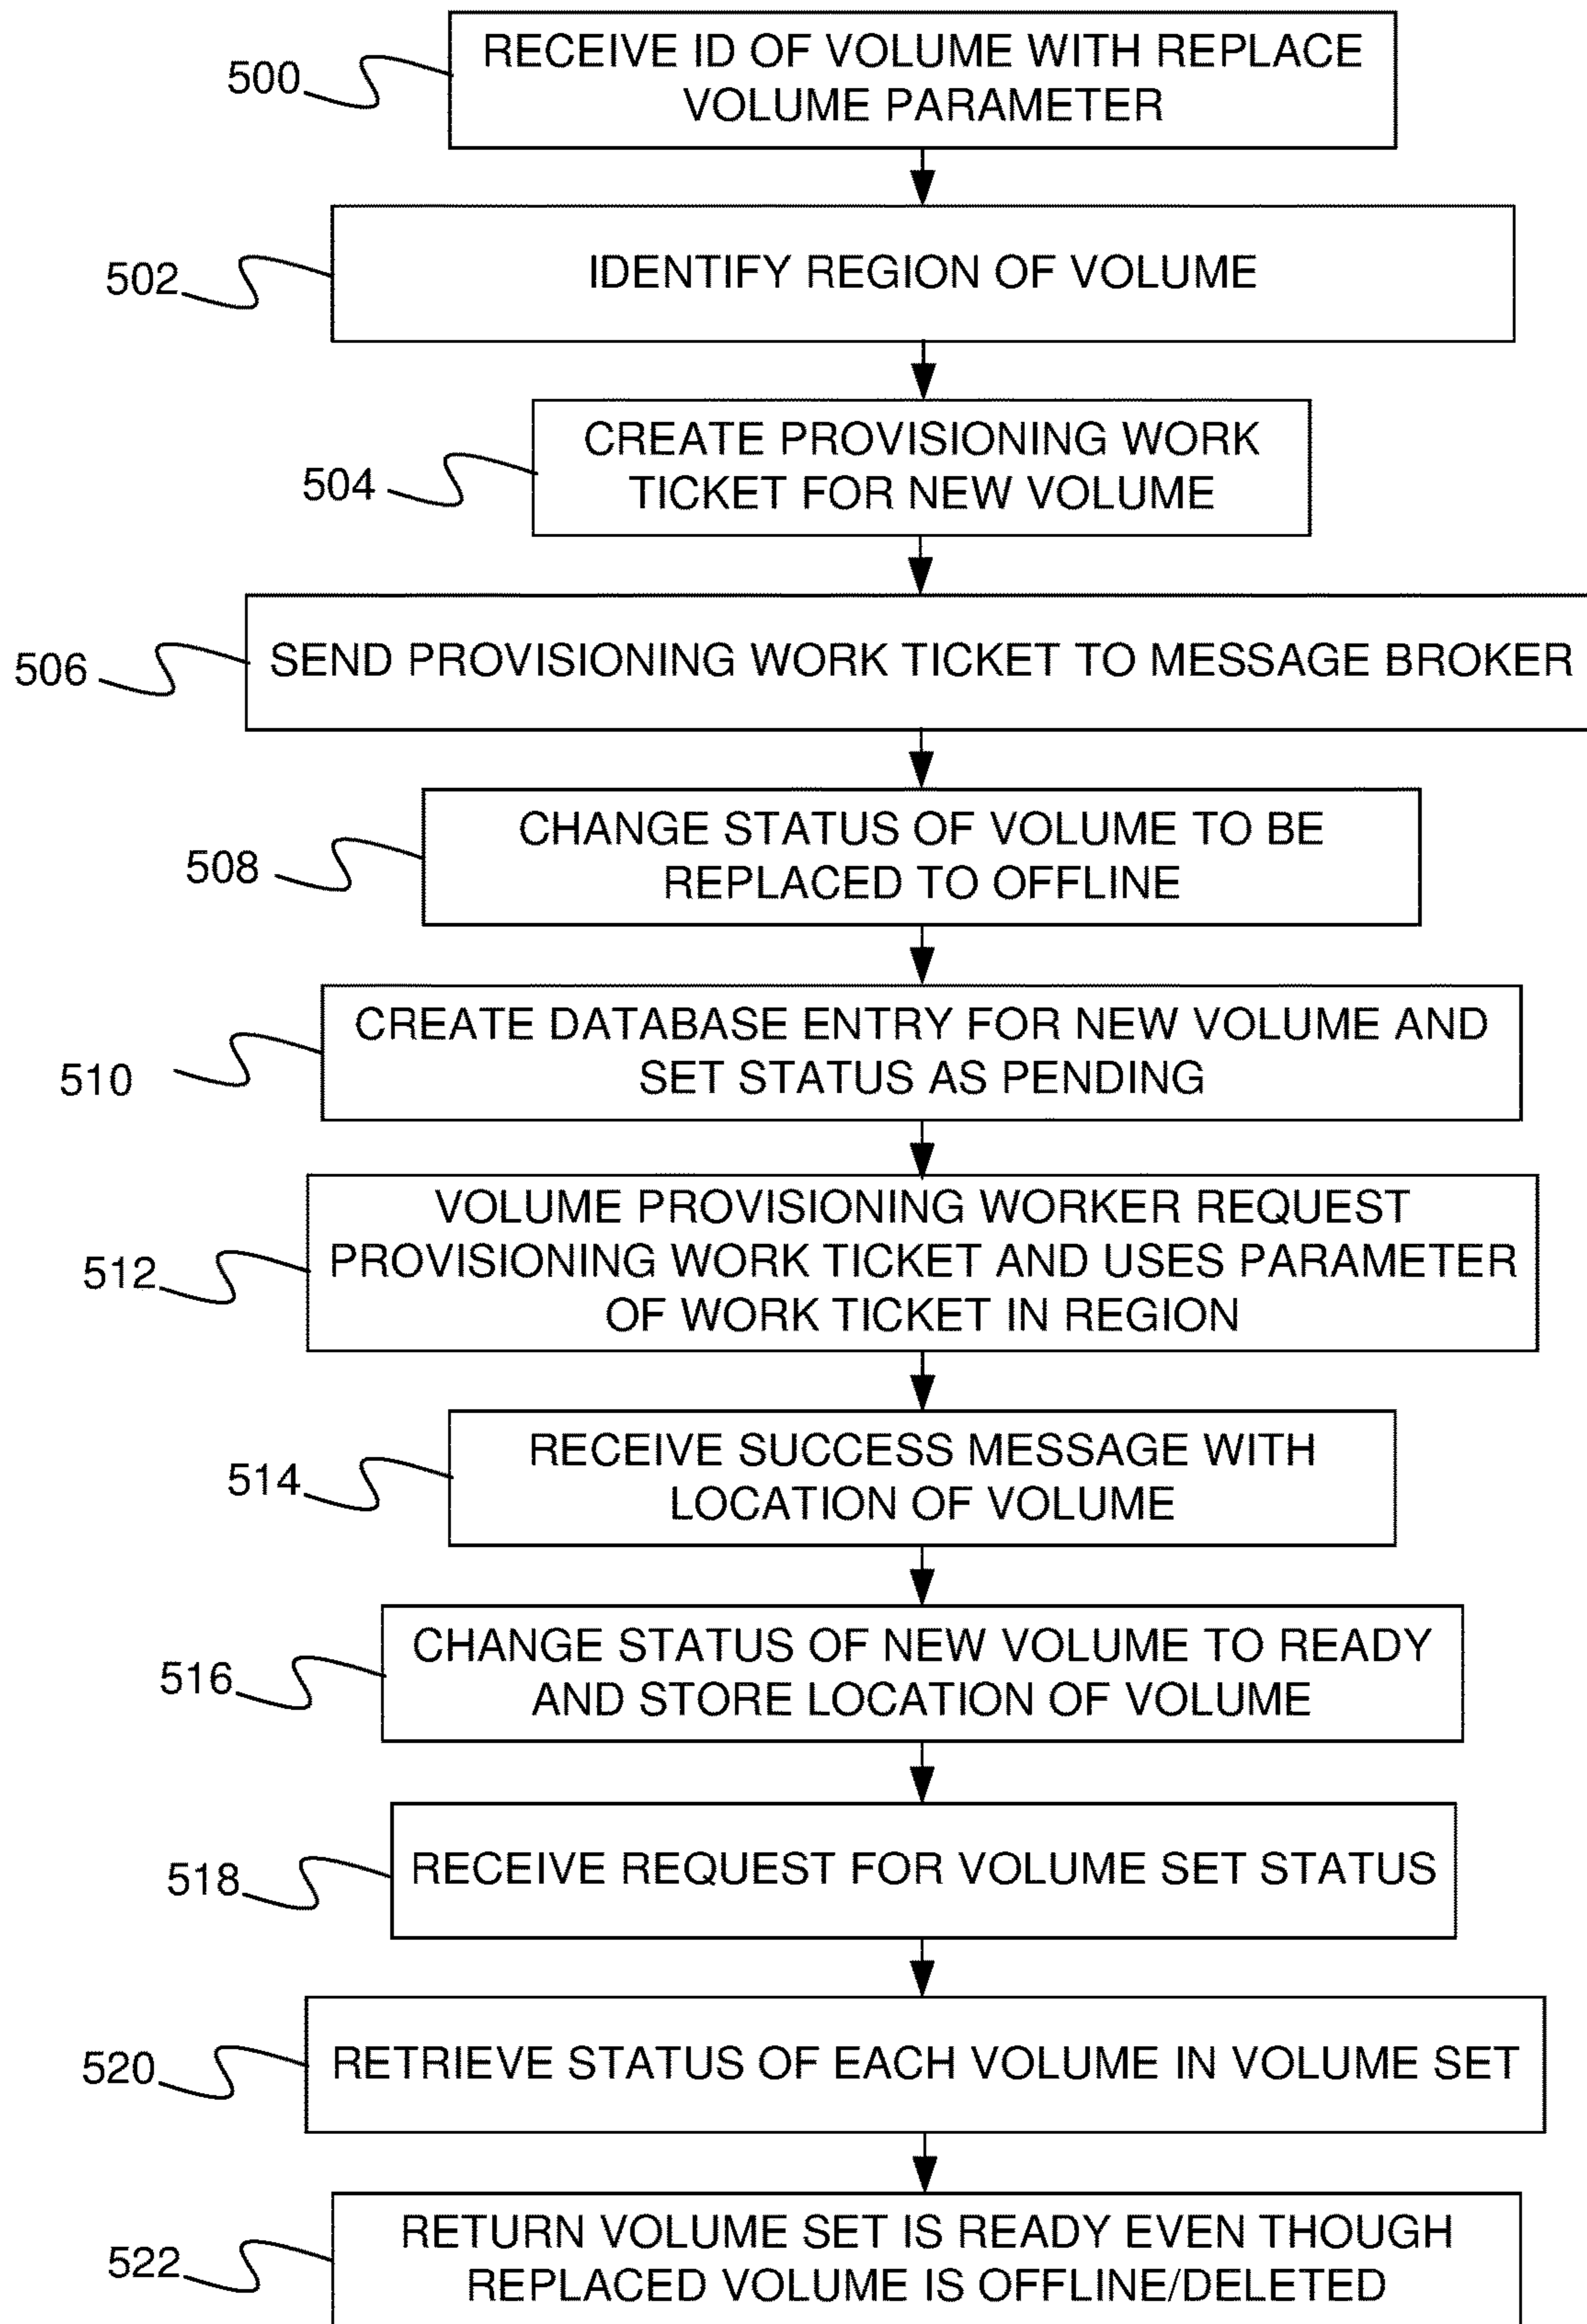 500
RECEIVE ID OF VOLUME WITH REPLACE
VOLUME PARAMETER
502
IDENTIFY REGION OF VOLUME
504
CREATE PROVISIONING WORK
TICKET FOR NEW VOLUME
506
SEND PROVISIONING WORK TICKET TO MESSAGE BROKER
508
CHANGE STATUS OF VOLUME TO BE
REPLACED TO OFFLINE
510
CREATE DATABASE ENTRY FOR NEW VOLUME AND
SET STATUS AS PENDING
512
VOLUME PROVISIONING WORKER REQUEST
PROVISIONING WORK TICKET AND USES PARAMETER
OF WORK TICKET IN REGION
514
RECEIVE SUCCESS MESSAGE WITH
LOCATION OF VOLUME
516
CHANGE STATUS OF NEW VOLUME TO READY
AND STORE LOCATION OF VOLUME
518
RECEIVE REQUEST FOR VOLUME SET STATUS
520
RETRIEVE STATUS OF EACH VOLUME IN VOLUME SET
522
RETURN VOLUME SET IS READY EVEN THOUGH
REPLACED VOLUME IS OFFLINE/DELETED